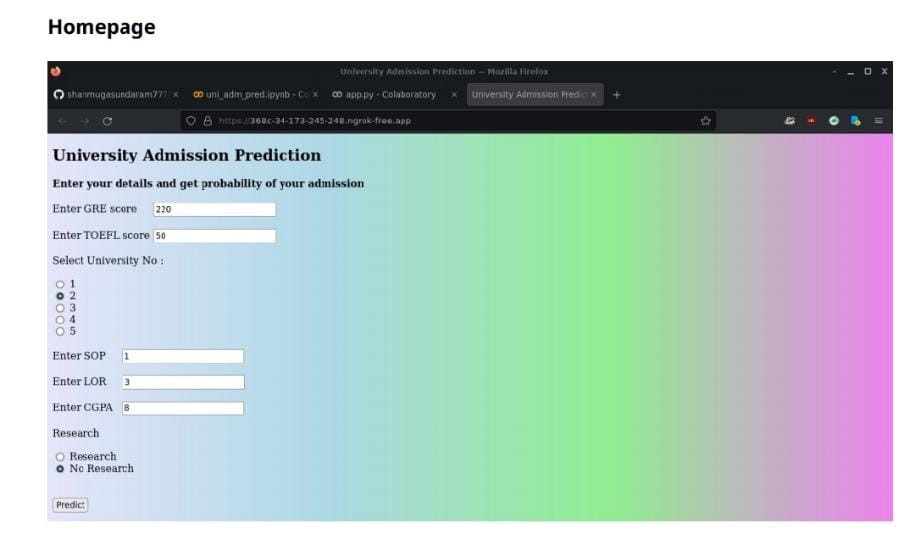 Homepage
University Admission Prediction — Mozilla Firefox
shanmugasundaram777/ uni_adm_pred.ipynb - Co app.py - Colaboratory University Admission Predict
https://368c-34-173-245-248.ngrok-free.app
University Admission Prediction
Enter your details and get probability of your admission
Enter GRE score 220
Enter TOEFL score 50
Select University No :
1
2
3
4
5
Enter SOP 1
Enter LOR 3
Enter CGPA 8
Research
Research
No Research
Predict